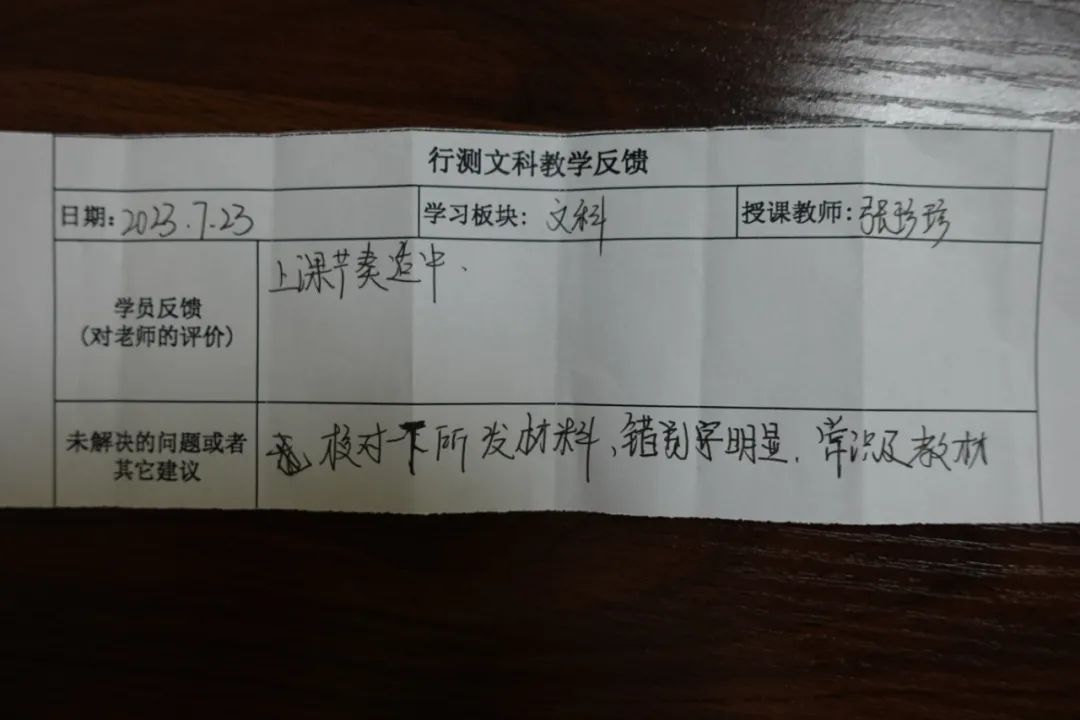 行测文科教学反馈
日期：2023.7.23 学习板块：文科 授课教师：张珍珍
学员反馈
（对老师的评价）
上课节奏适中、
未解决的问题或者
其它建议
校对一下所发材料、错别字明显、常识及教材